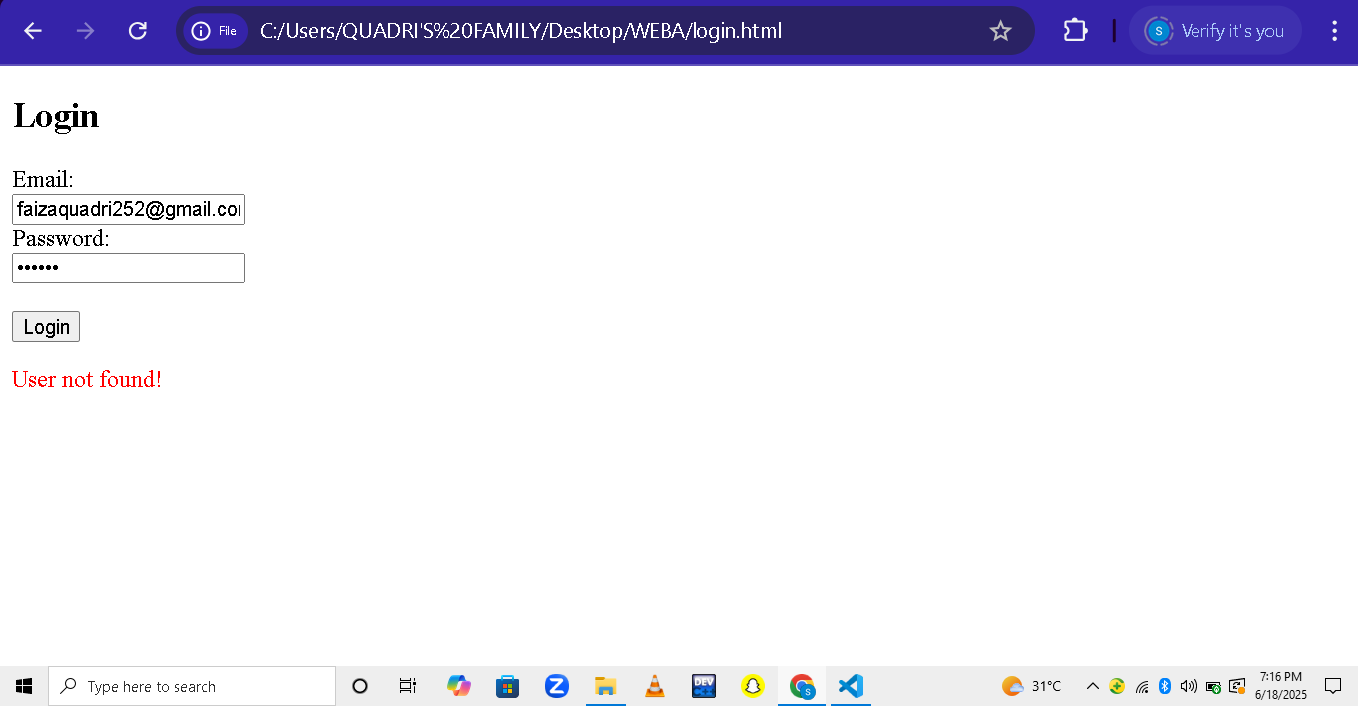 File C:/Users/QUADRI'S%20FAMILY/Desktop/WEBA/login.html S Verify it's you
Login
Email:
faizaquadri252@gmail.co
Password:
••••••
Login
User not found!
Type here to search
Z
DEV
S
31°C
7:16 PM
6/18/2025